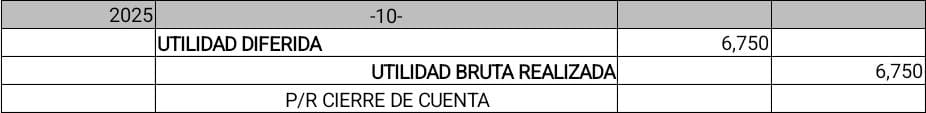 2025 -10-
UTILIDAD DIFERIDA 6,750
UTILIDAD BRUTA REALIZADA 6,750
P/R CIERRE DE CUENTA